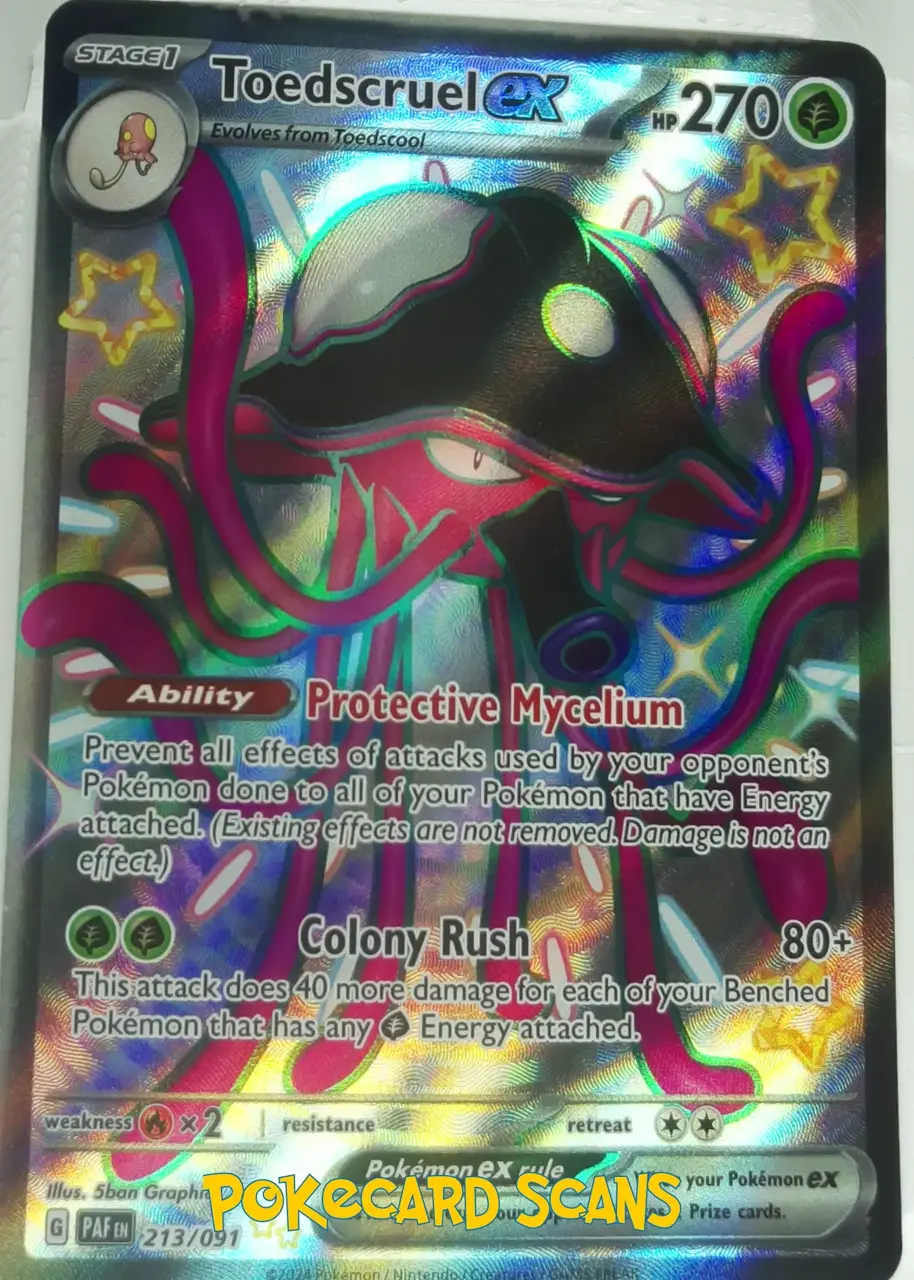 STAGE 1
Toedscruel ex
HP 270
Evolves from Toedscool
Ability Protective Mycelium
Prevent all effects of attacks used by your opponent's
Pokémon done to all of your Pokémon that have Energy
attached. (Existing effects are not removed. Damage is not an
effect.)
Colony Rush 80+
This attack does 40 more damage for each of your Benched
Pokémon that has any Energy attached.
weakness ×2 resistance retreat
Pokémon ex rule
your Pokémon ex
Prize cards.
Illus. 5ban Graphi
POKECARD SCANS
G PAF EN 213/091
©2024 Pokémon / Nintendo / Creatures / GAME FREAK